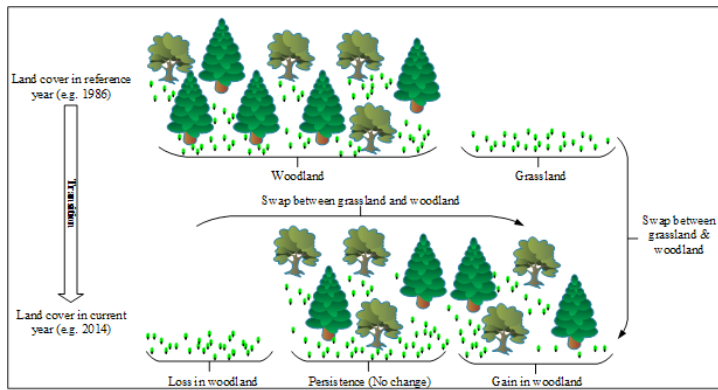 Land cover in reference
year (e.g. 1986)
Transition
Woodland
Grassland
Swap between grassland and woodland
Swap between
grassland &
woodland
Land cover in current
year (e.g. 2014)
Loss in woodland
Persistence (No change)
Gain in woodland